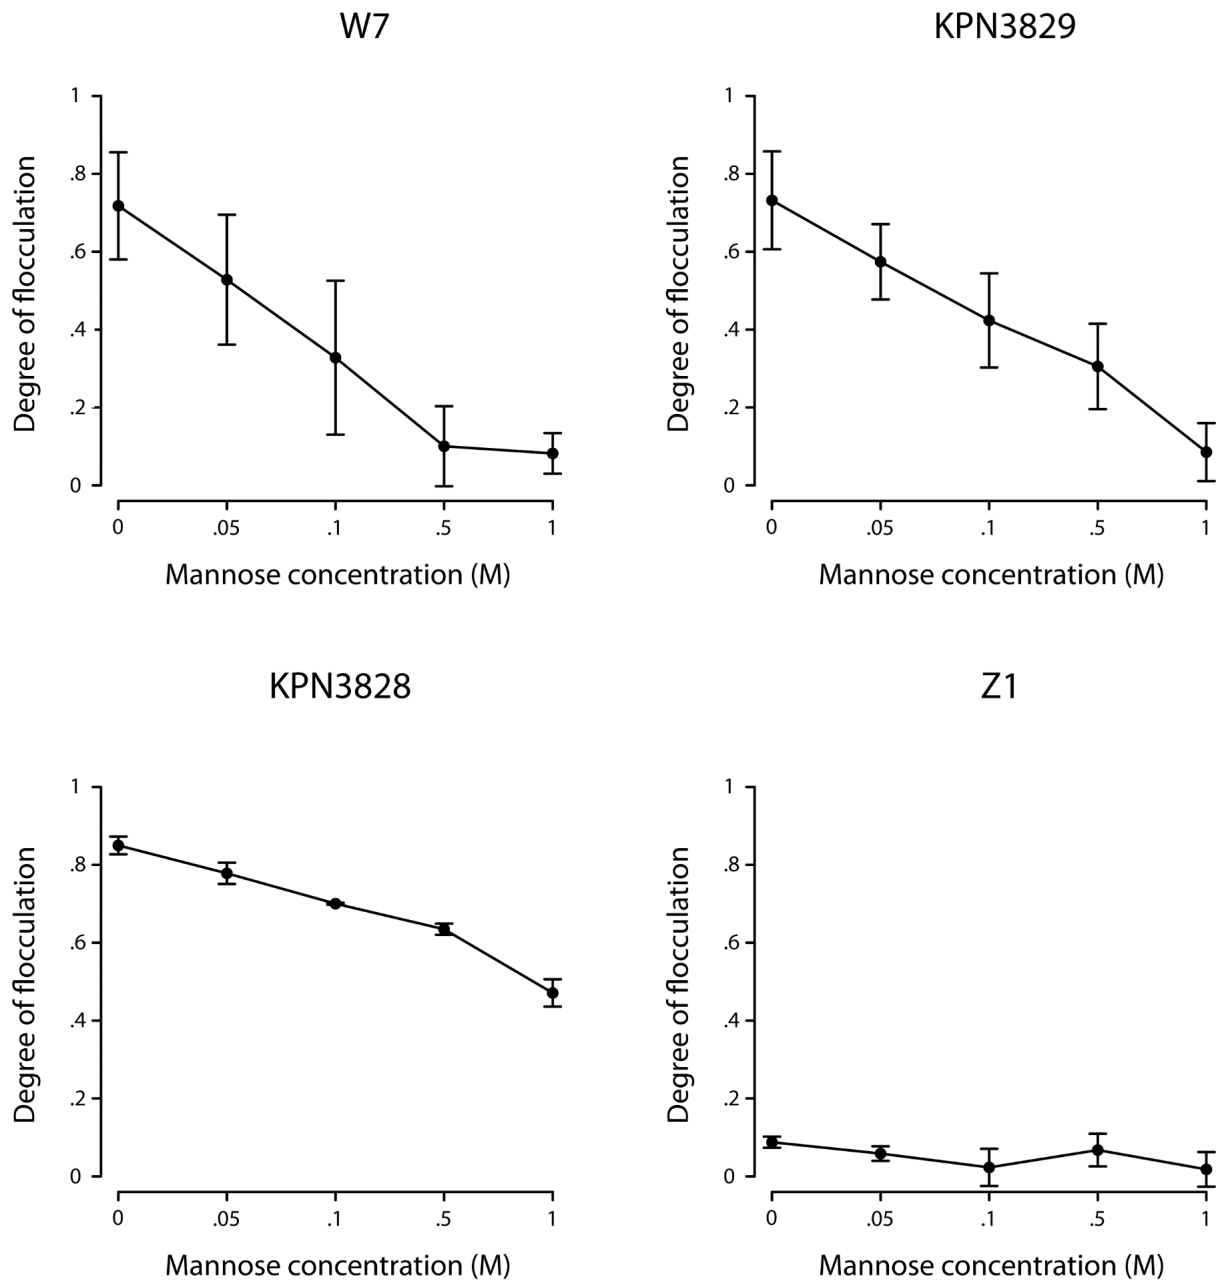 W7
1
.8
.6
.4
.2
0
Degree of flocculation
0 .05 .1 .5 1
Mannose concentration (M)
KPN3829
1
.8
.6
.4
.2
0
Degree of flocculation
0 .05 .1 .5 1
Mannose concentration (M)
KPN3828
1
.8
.6
.4
.2
0
Degree of flocculation
0 .05 .1 .5 1
Mannose concentration (M)
Z1
1
.8
.6
.4
.2
0
Degree of flocculation
0 .05 .1 .5 1
Mannose concentration (M)